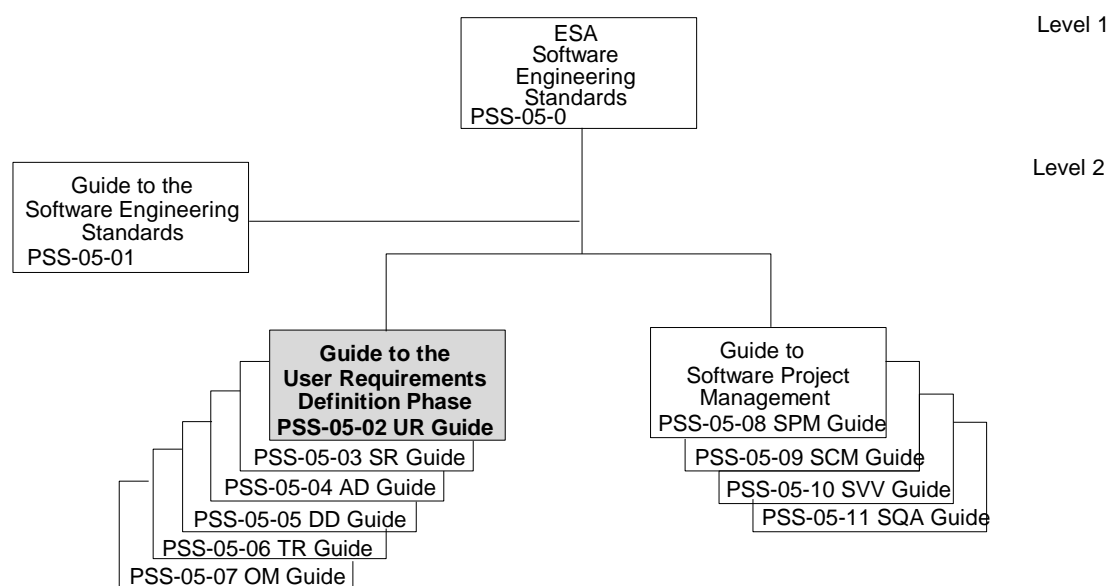 ESA
Software
Engineering
Standards
PSS-05-0
Level 1
Level 2
Guide to the
Software Engineering
Standards
PSS-05-01
Guide to the
User Requirements
Definition Phase
PSS-05-02 UR Guide
PSS-05-03 SR Guide
PSS-05-04 AD Guide
PSS-05-05 DD Guide
PSS-05-06 TR Guide
PSS-05-07 OM Guide
Guide to
Software Project
Management
PSS-05-08 SPM Guide
PSS-05-09 SCM Guide
PSS-05-10 SVV Guide
PSS-05-11 SQA Guide